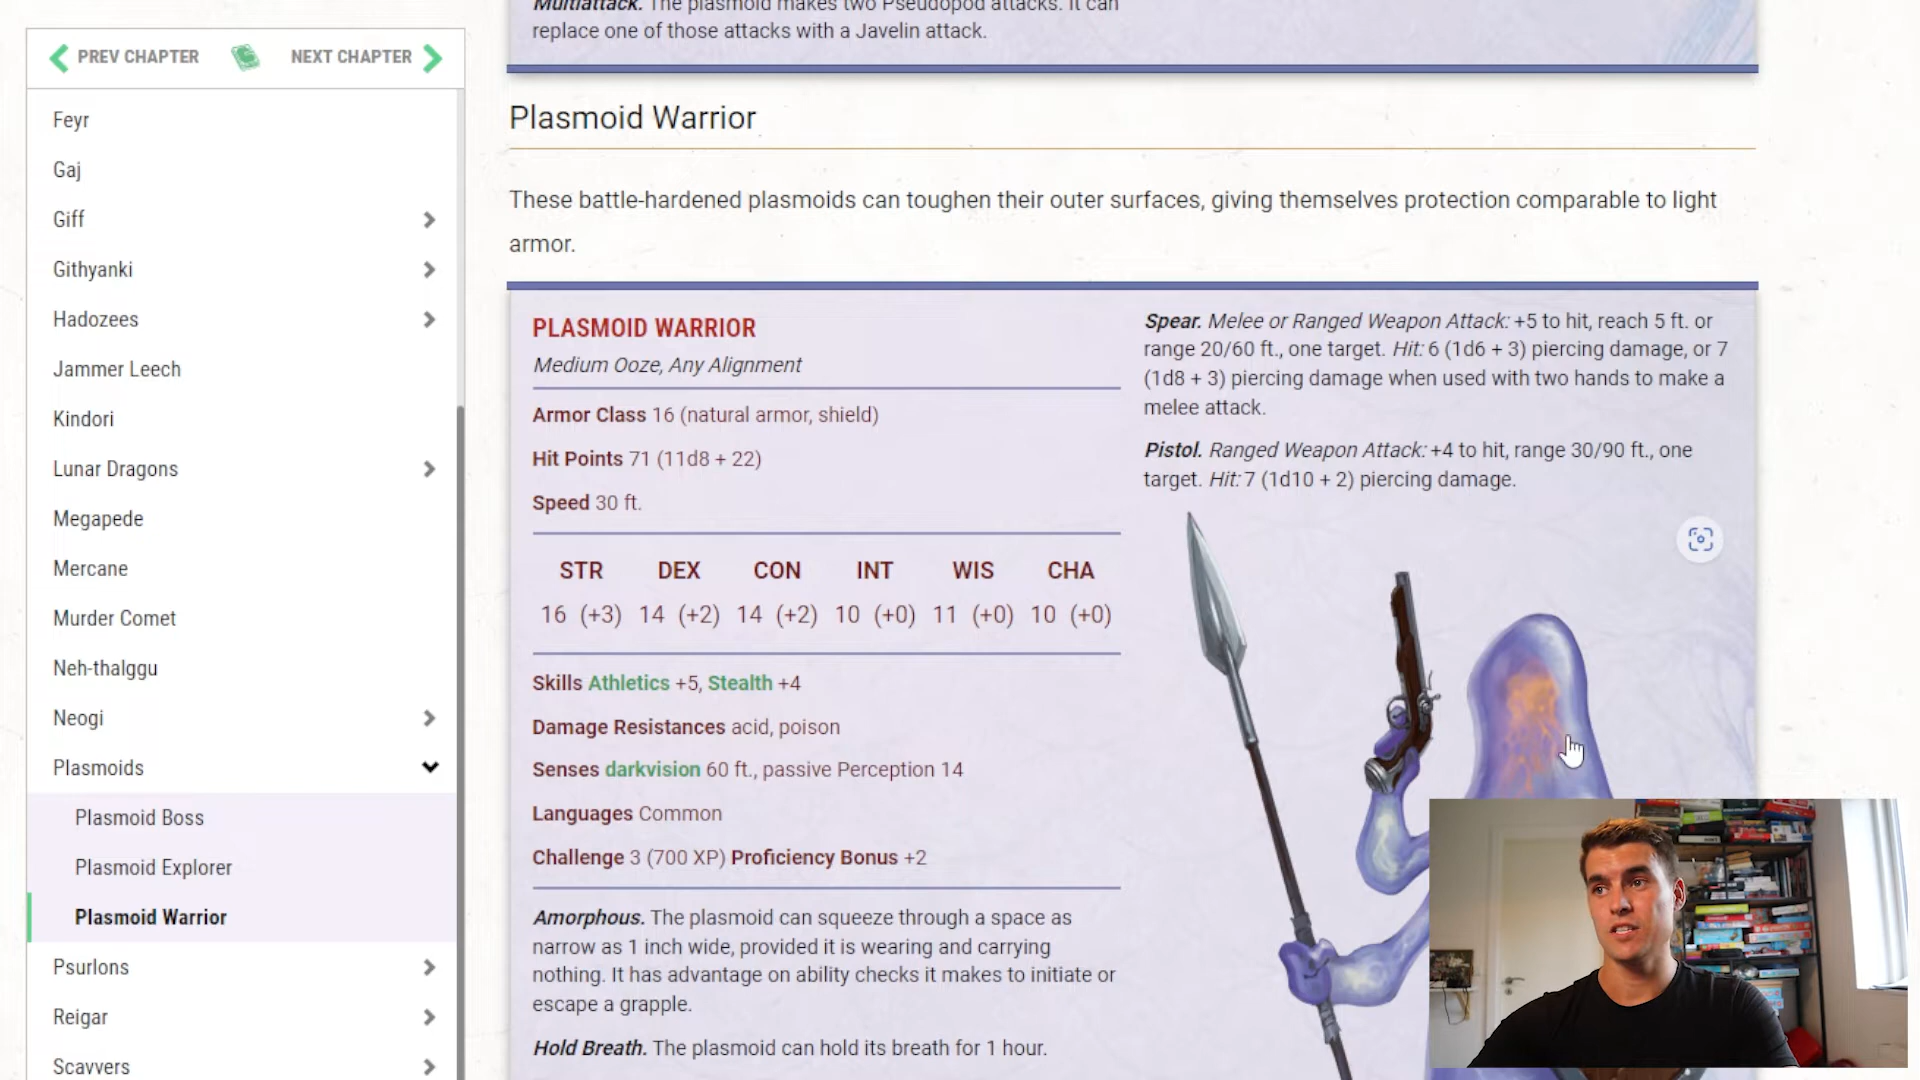 PREV CHAPTER
NEXT CHAPTER
Feyr
Gaj
Giff
Githyanki
Hadozees
Jammer Leech
Kindori
Lunar Dragons
Megapede
Mercane
Murder Comet
Neh-thalggu
Neogi
Plasmoids
Plasmoid Boss
Plasmoid Explorer
Plasmoid Warrior
Psurlons
Reigar
Scavvers
Multiattack. The plasmoid makes two Pseudopod attacks. It can
replace one of those attacks with a Javelin attack.
Plasmoid Warrior
These battle-hardened plasmoids can toughen their outer surfaces, giving themselves protection comparable to light
armor.
PLASMOID WARRIOR
Medium Ooze, Any Alignment
Armor Class 16 (natural armor, shield)
Hit Points 71 (11d8 + 22)
Speed 30 ft.
STR DEX CON INT WIS CHA
16 (+3) 14 (+2) 14 (+2) 10 (+0) 11 (+0) 10 (+0)
Skills Athletics +5, Stealth +4
Damage Resistances acid, poison
Senses darkvision 60 ft., passive Perception 14
Languages Common
Challenge 3 (700 XP) Proficiency Bonus +2
Amorphous. The plasmoid can squeeze through a space as
narrow as 1 inch wide, provided it is wearing and carrying
nothing. It has advantage on ability checks it makes to initiate or
escape a grapple.
Hold Breath. The plasmoid can hold its breath for 1 hour.
Spear. Melee or Ranged Weapon Attack: +5 to hit, reach 5 ft. or
range 20/60 ft., one target. Hit: 6 (1d6 + 3) piercing damage, or 7
(1d8 + 3) piercing damage when used with two hands to make a
melee attack.
Pistol. Ranged Weapon Attack: +4 to hit, range 30/90 ft., one
target. Hit: 7 (1d10 + 2) piercing damage.